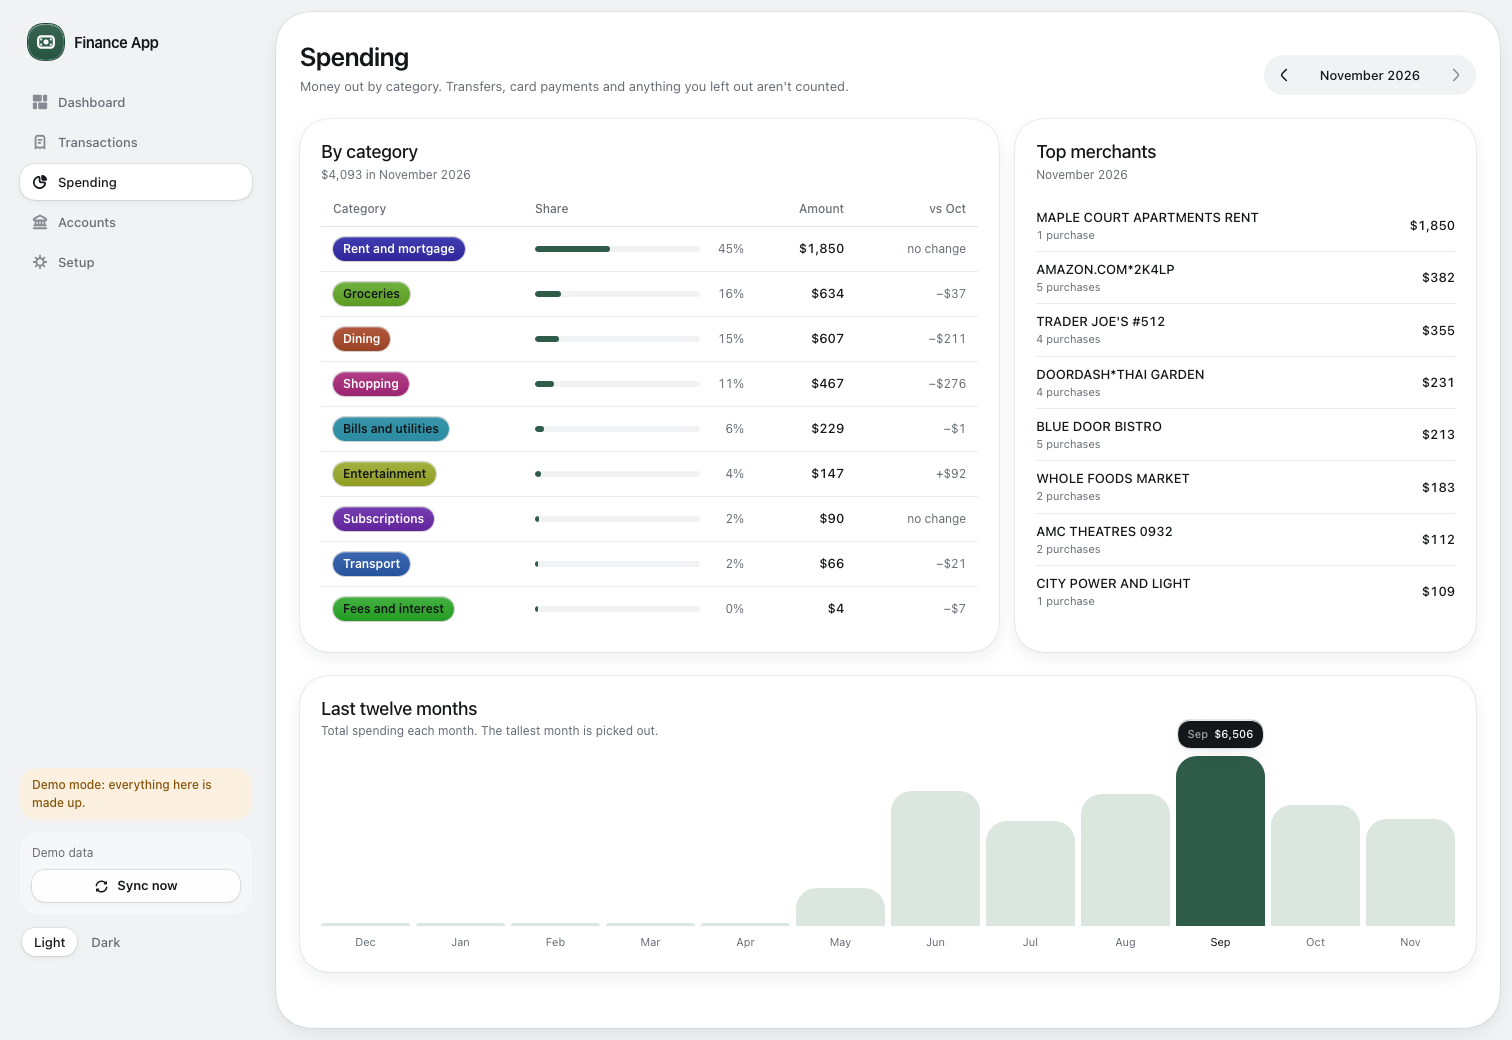 Finance App
Dashboard
Transactions
Spending
Accounts
Setup
Demo mode: everything here is
made up.
Demo data
Sync now
Light Dark
Spending
Money out by category. Transfers, card payments and anything you left out aren't counted.
November 2026
By category
$4,093 in November 2026
Category Share Amount vs Oct
Rent and mortgage 45% $1,850 no change
Groceries 16% $634 −$37
Dining 15% $607 −$211
Shopping 11% $467 −$276
Bills and utilities 6% $229 −$1
Entertainment 4% $147 +$92
Subscriptions 2% $90 no change
Transport 2% $66 −$21
Fees and interest 0% $4 −$7
Top merchants
November 2026
MAPLE COURT APARTMENTS RENT
1 purchase
$1,850
AMAZON.COM*2K4LP
5 purchases
$382
TRADER JOE'S #512
4 purchases
$355
DOORDASH*THAI GARDEN
4 purchases
$231
BLUE DOOR BISTRO
5 purchases
$213
WHOLE FOODS MARKET
2 purchases
$183
AMC THEATRES 0932
2 purchases
$112
CITY POWER AND LIGHT
1 purchase
$109
Last twelve months
Total spending each month. The tallest month is picked out.
Sep $6,506
Dec Jan Feb Mar Apr May Jun Jul Aug Sep Oct Nov